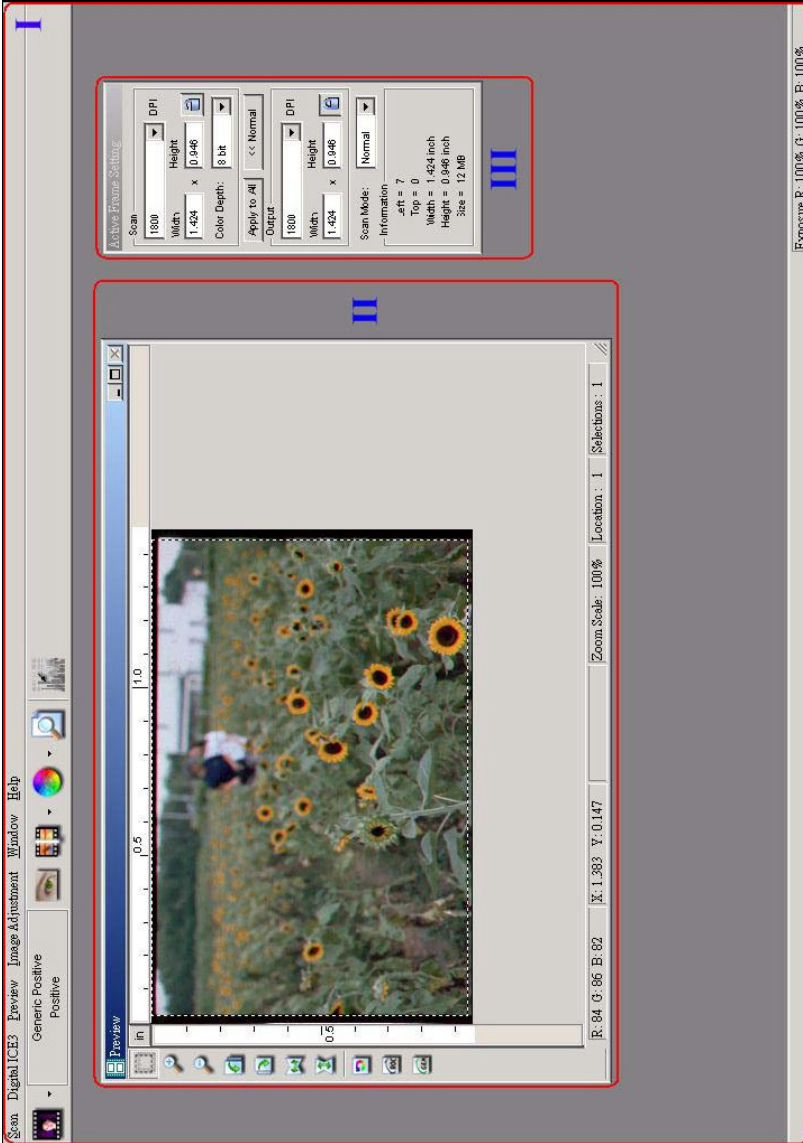 I
Scan Digital ICE3 Preview Image Adjustment Window Help
Generic Positive
Positive
II
Preview
in
0.5
1.0
0.5
ROC
GEM
R: 84 G: 86 B: 82
X: 1.383 Y: 0.147
Zoom Scale: 100%
Location : 1
Selections : 1
III
Active Frame Setting
Scan
1800 DPI
Width Height
1.424 x 0.946
Color Depth: 8 bit
Apply to All << Normal
Output
1800 DPI
Width Height
1.424 x 0.946
Scan Mode: Normal
Information
Left = 7
Top = 0
Width = 1.424 inch
Height = 0.946 inch
Size = 12 MB
Exposure R: 100% G: 100% B: 100%